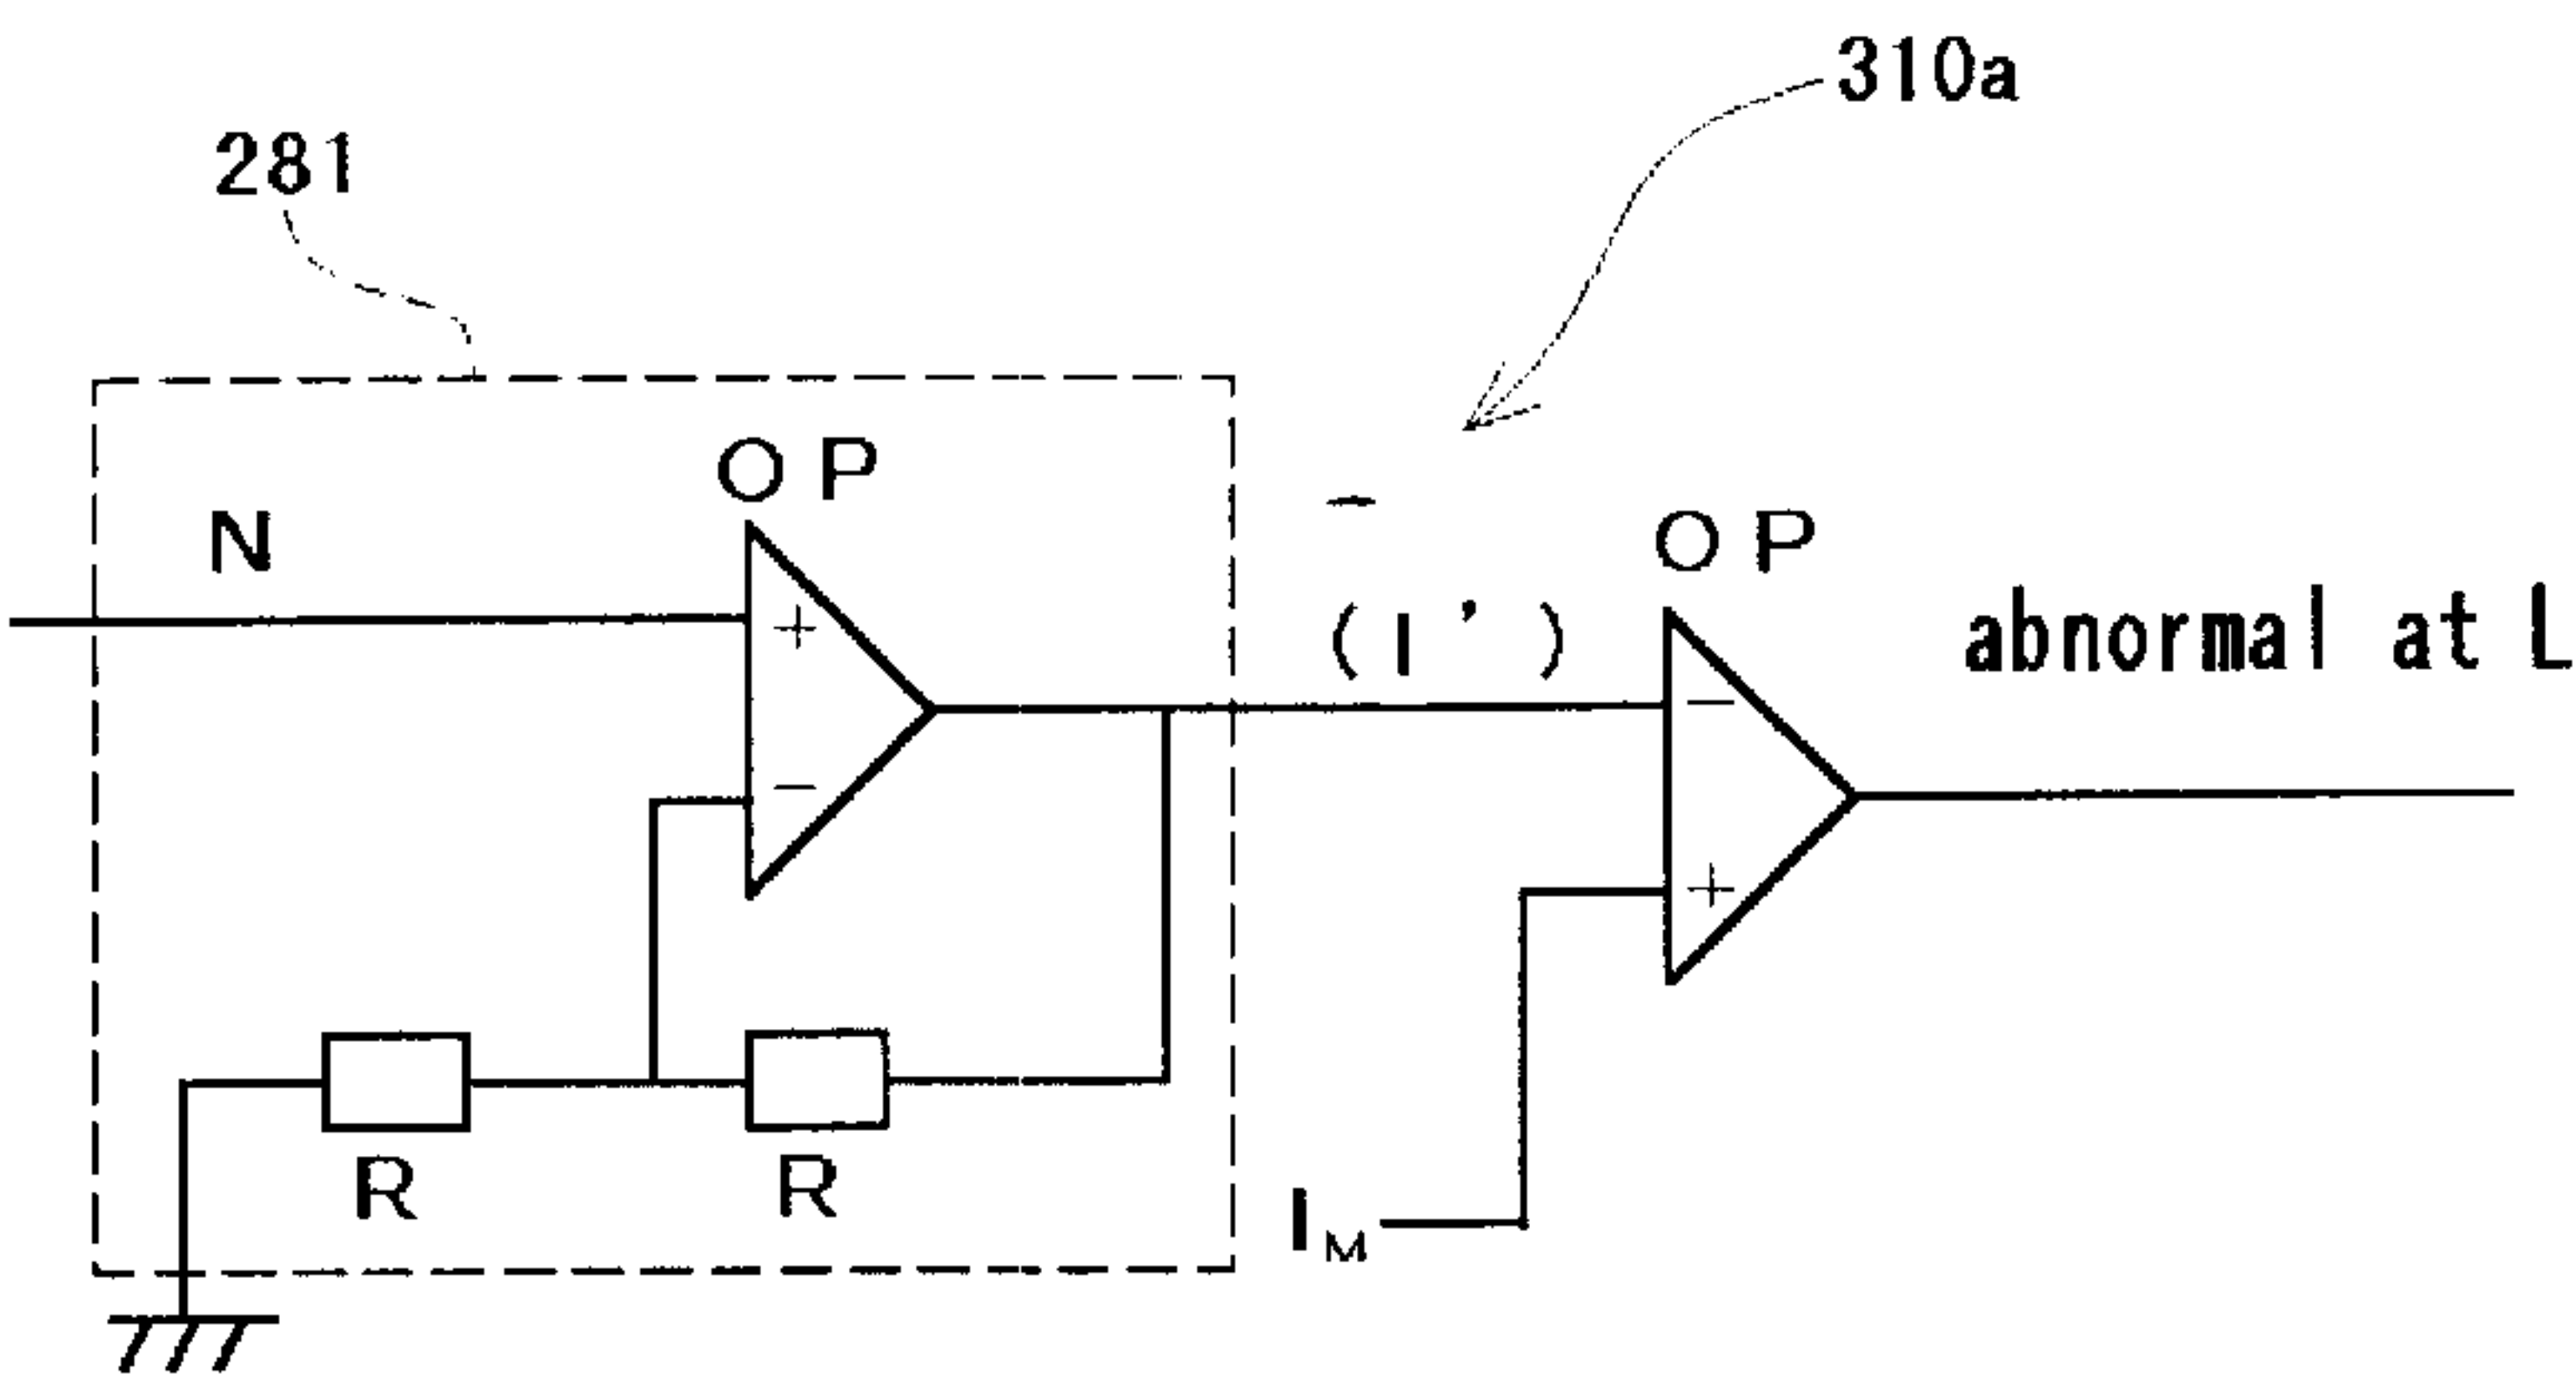 310a
281
OP
N
OP
—
(I')
abnormal at L
+
−
−
+
R
R
IM